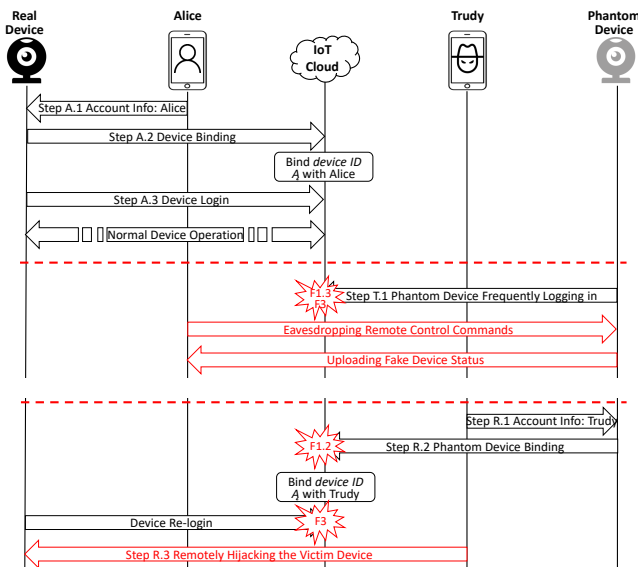 Real
Device
Alice
IoT
Cloud
Trudy
Phantom
Device
Step A.1 Account Info: Alice
Step A.2 Device Binding
Bind device ID
A with Alice
Step A.3 Device Login
Normal Device Operation
F1.3
F3
Step T.1 Phantom Device Frequently Logging in
Eavesdropping Remote Control Commands
Uploading Fake Device Status
Step R.1 Account Info: Trudy
F1.2
Step R.2 Phantom Device Binding
Bind device ID
A with Trudy
Device Re-login
F3
Step R.3 Remotely Hijacking the Victim Device